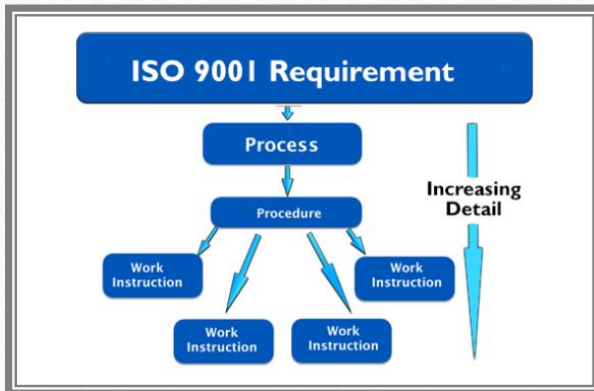 ISO 9001 Requirement
Process
Procedure
Increasing
Detail
Work
Instruction
Work
Instruction
Work
Instruction
Work
Instruction